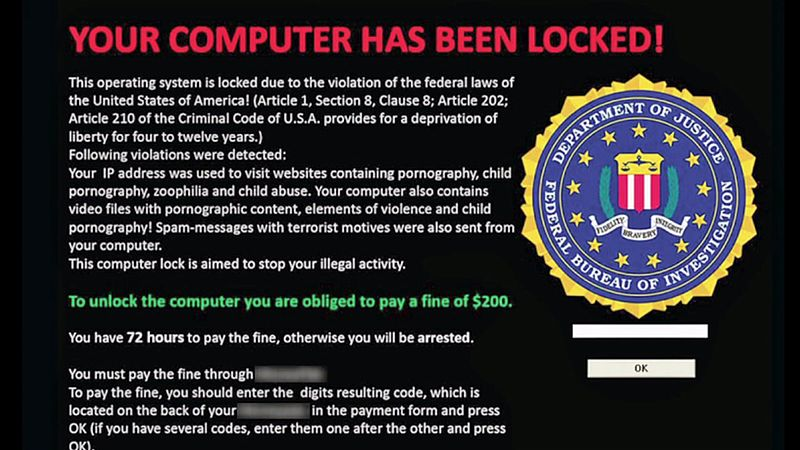 YOUR COMPUTER HAS BEEN LOCKED!
This operating system is locked due to the violation of the federal laws of
the United States of America! (Article 1, Section 8, Clause 8; Article 202;
Article 210 of the Criminal Code of U.S.A. provides for a deprivation of
liberty for four to twelve years.)
Following violations were detected:
Your IP address was used to visit websites containing pornography, child
pornography, zoophilia and child abuse. Your computer also contains
video files with pornographic content, elements of violence and child
pornography! Spam-messages with terrorist motives were also sent from
your computer.
This computer lock is aimed to stop your illegal activity.
To unlock the computer you are obliged to pay a fine of $200.
You have 72 hours to pay the fine, otherwise you will be arrested.
You must pay the fine through
To pay the fine, you should enter the digits resulting code, which is
located on the back of your in the payment form and press
OK (if you have several codes, enter them one after the other and press
OK).
DEPARTMENT OF JUSTICE
FIDELITY BRAVERY INTEGRITY
FEDERAL BUREAU OF INVESTIGATION
OK